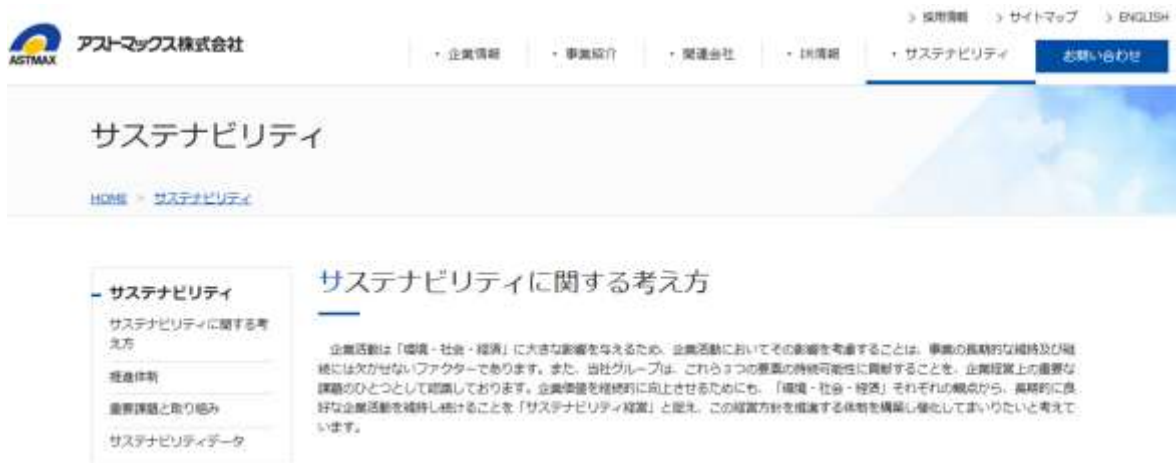 > 採用情報 > サイトマップ > ENGLISH
ASTMAX アストマックス株式会社
・企業情報 ・事業紹介 ・関連会社 ・IR情報 ・サステナビリティ お問い合わせ
サステナビリティ
HOME > サステナビリティ
サステナビリティ
サステナビリティに関する考
え方
推進体制
重要課題と取り組み
サステナビリティデータ
サステナビリティに関する考え方
企業活動は「環境・社会・経済」に大きな影響を与えるため、企業活動においてその影響を考慮することは、事業の長期的な維持及び継
続には欠かせないファクターであります。また、当社グループは、これら3つの要素の持続可能性に貢献することを、企業経営上の重要な
課題のひとつとして認識しております。企業価値を継続的に向上させるためにも、「環境・社会・経済」それぞれの観点から、長期的に良
好な企業活動を維持し続けることを「サステナビリティ経営」と捉え、この経営方針を推進する体制を構築し強化してまいりたいと考えて
います。